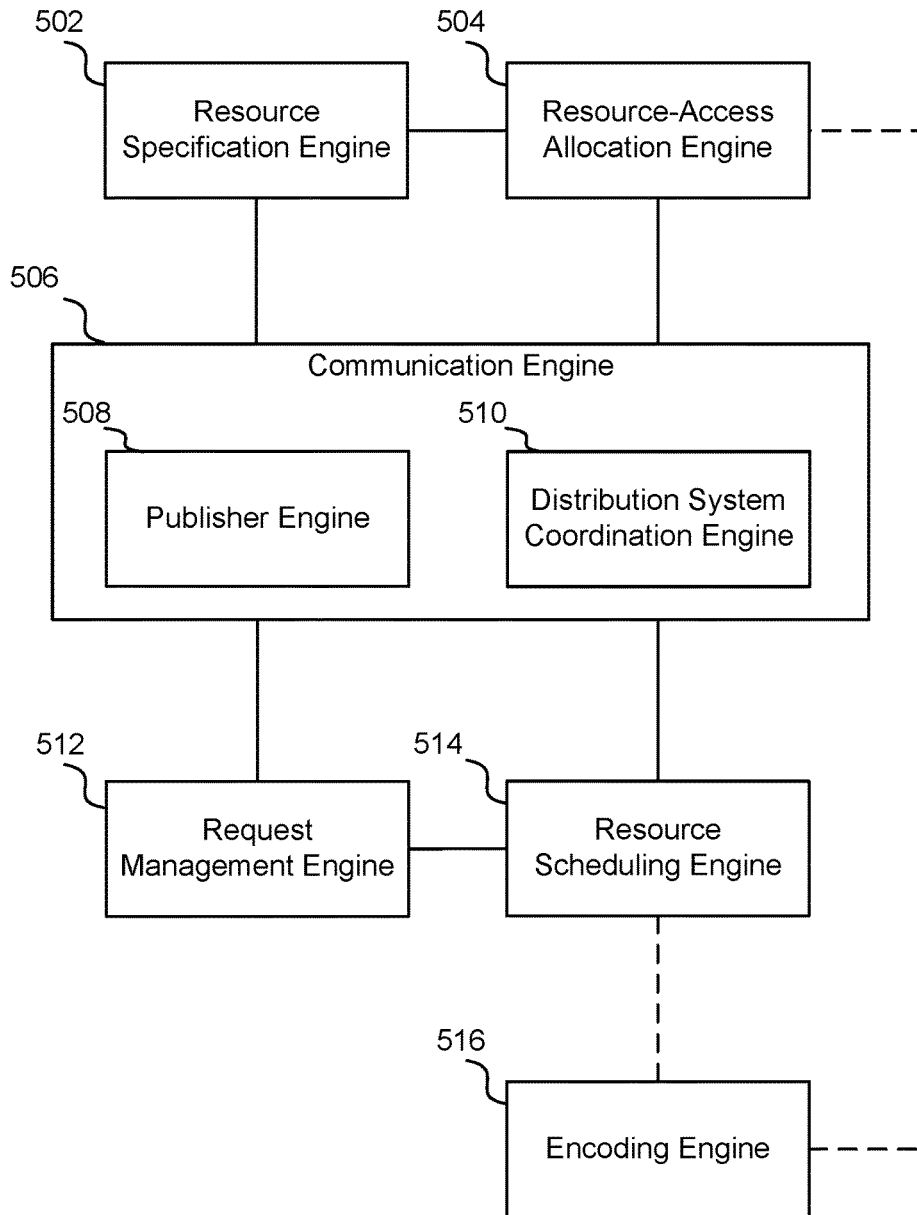 502
504
Resource
Specification Engine
Resource-Access
Allocation Engine
506
Communication Engine
508
510
Publisher Engine
Distribution System
Coordination Engine
512
514
Request
Management Engine
Resource
Scheduling Engine
516
Encoding Engine